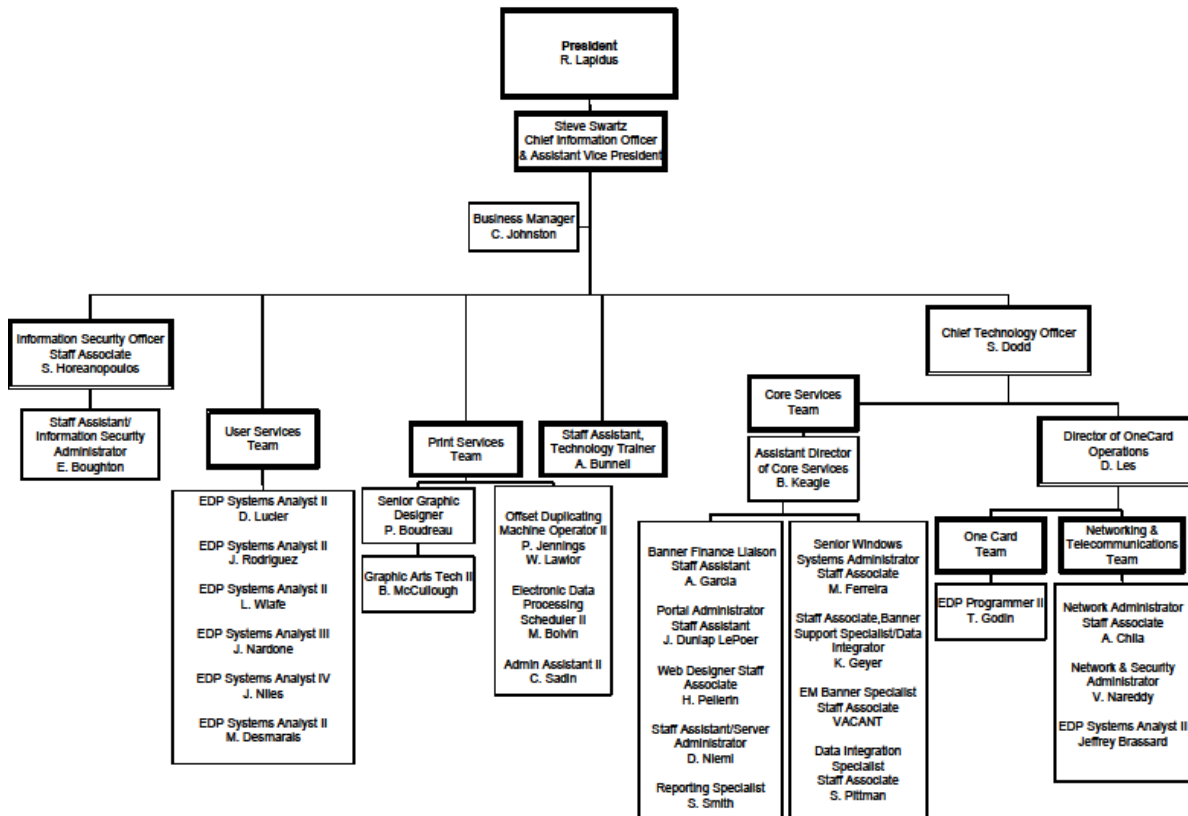 President
R. Lapidus
Steve Swartz
Chief Information Officer
& Assistant Vice President
Business Manager
C. Johnston
Information Security Officer
Staff Associate
S. Horeanopoulos
Staff Assistant/
Information Security
Administrator
E. Boughton
User Services
Team
EDP Systems Analyst II
D. Lucier
EDP Systems Analyst II
J. Rodriguez
EDP Systems Analyst II
L. Wiafe
EDP Systems Analyst III
J. Nardone
EDP Systems Analyst IV
J. Niles
EDP Systems Analyst II
M. Desmarais
Print Services
Team
Senior Graphic
Designer
P. Boudreau
Graphic Arts Tech II
B. McCullough
Offset Duplicating
Machine Operator II
P. Jennings
W. Lawlor
Electronic Data
Processing
Scheduler II
M. Boivin
Admin Assistant II
C. Sadin
Staff Assistant,
Technology Trainer
A. Bunnell
Chief Technology Officer
S. Dodd
Core Services
Team
Assistant Director
of Core Services
B. Keagle
Banner Finance Liaison
Staff Assistant
A. Garcia
Portal Administrator
Staff Assistant
J. Dunlap LePoer
Web Designer Staff
Associate
H. Pellerin
Staff Assistant/Server
Administrator
D. Niemi
Reporting Specialist
S. Smith
Senior Windows
Systems Administrator
Staff Associate
M. Ferreira
Staff Associate,Banner
Support Specialist/Data
Integrator
K. Geyer
EM Banner Specialist
Staff Associate
VACANT
Data Integration
Specialist
Staff Associate
S. Pittman
Director of OneCard
Operations
D. Les
One Card
Team
EDP Programmer II
T. Godin
Networking &
Telecommunications
Team
Network Administrator
Staff Associate
A. Chila
Network & Security
Administrator
V. Nareddy
EDP Systems Analyst
Jeffrey Brassard